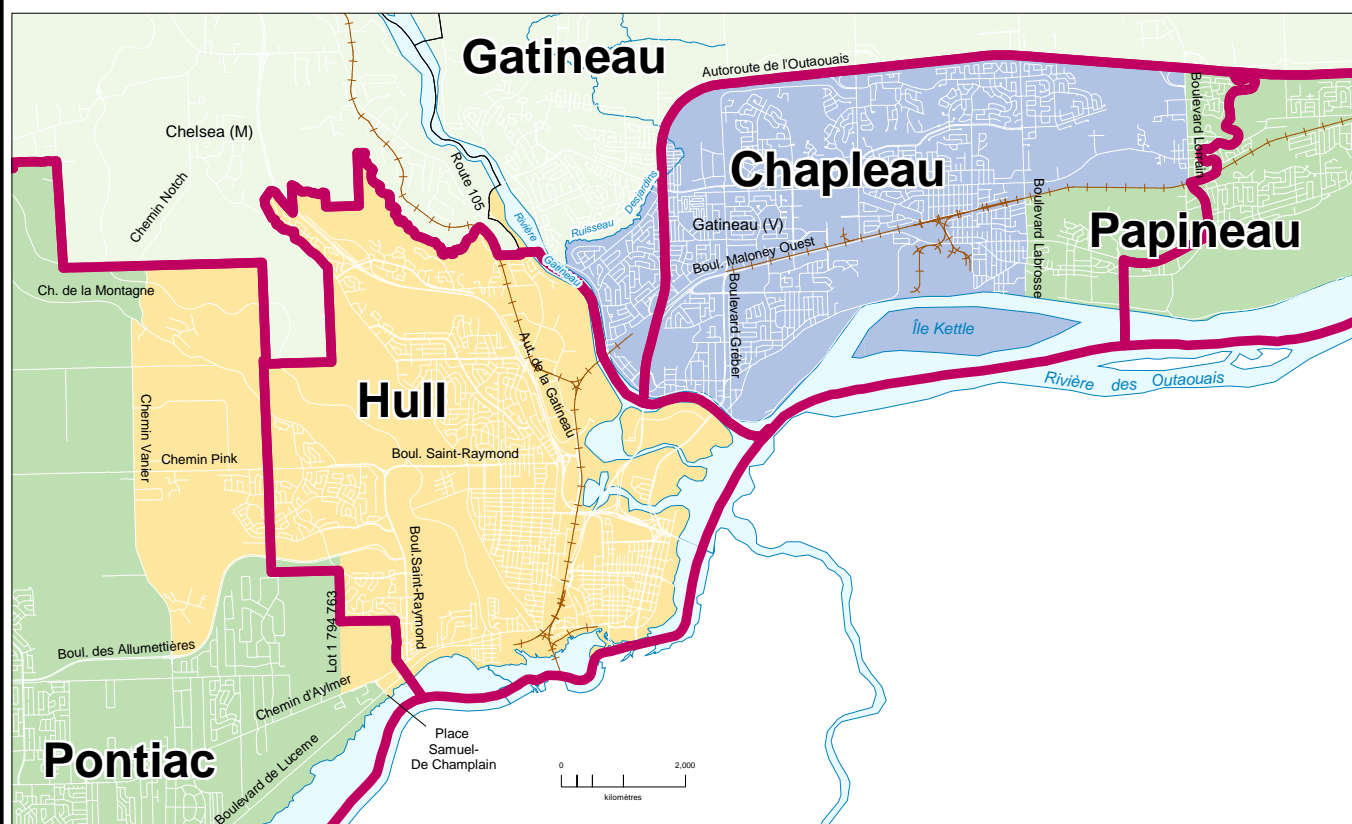 Gatineau
Autoroute de l'Outaouais
Boulevard Lorrain
Chelsea (M)
Route 105
Chapleau
Chemin Notch
Ruisseau
Desjardins
Boulevard Labrosse
Rivière
Gatineau
Gatineau (V)
Papineau
Boul. Maloney Ouest
Ch. de la Montagne
Boulevard Gréber
Île Kettle
Aut. de la Gatineau
Rivière des Outaouais
Hull
Chemin Vanier
Boul. Saint-Raymond
Chemin Pink
Boul.Saint-Raymond
Lot 1 794 763
Boul. des Allumettières
Chemin d'Aylmer
Place
Samuel-
De Champlain
Pontiac
Boulevard de Lucerne
0 2,000
kilomètres